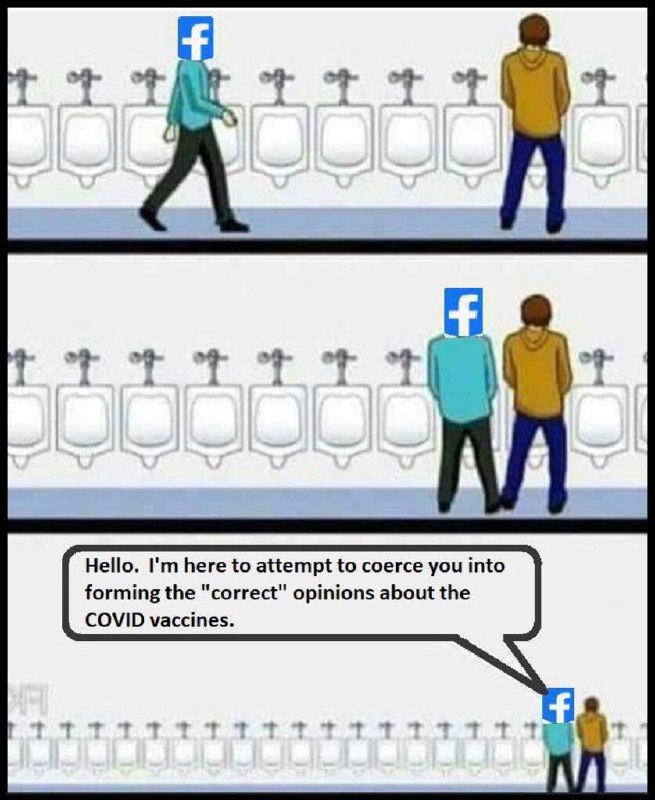 Hello.  I'm here to attempt to coerce you into
forming the "correct" opinions about the
COVID vaccines.